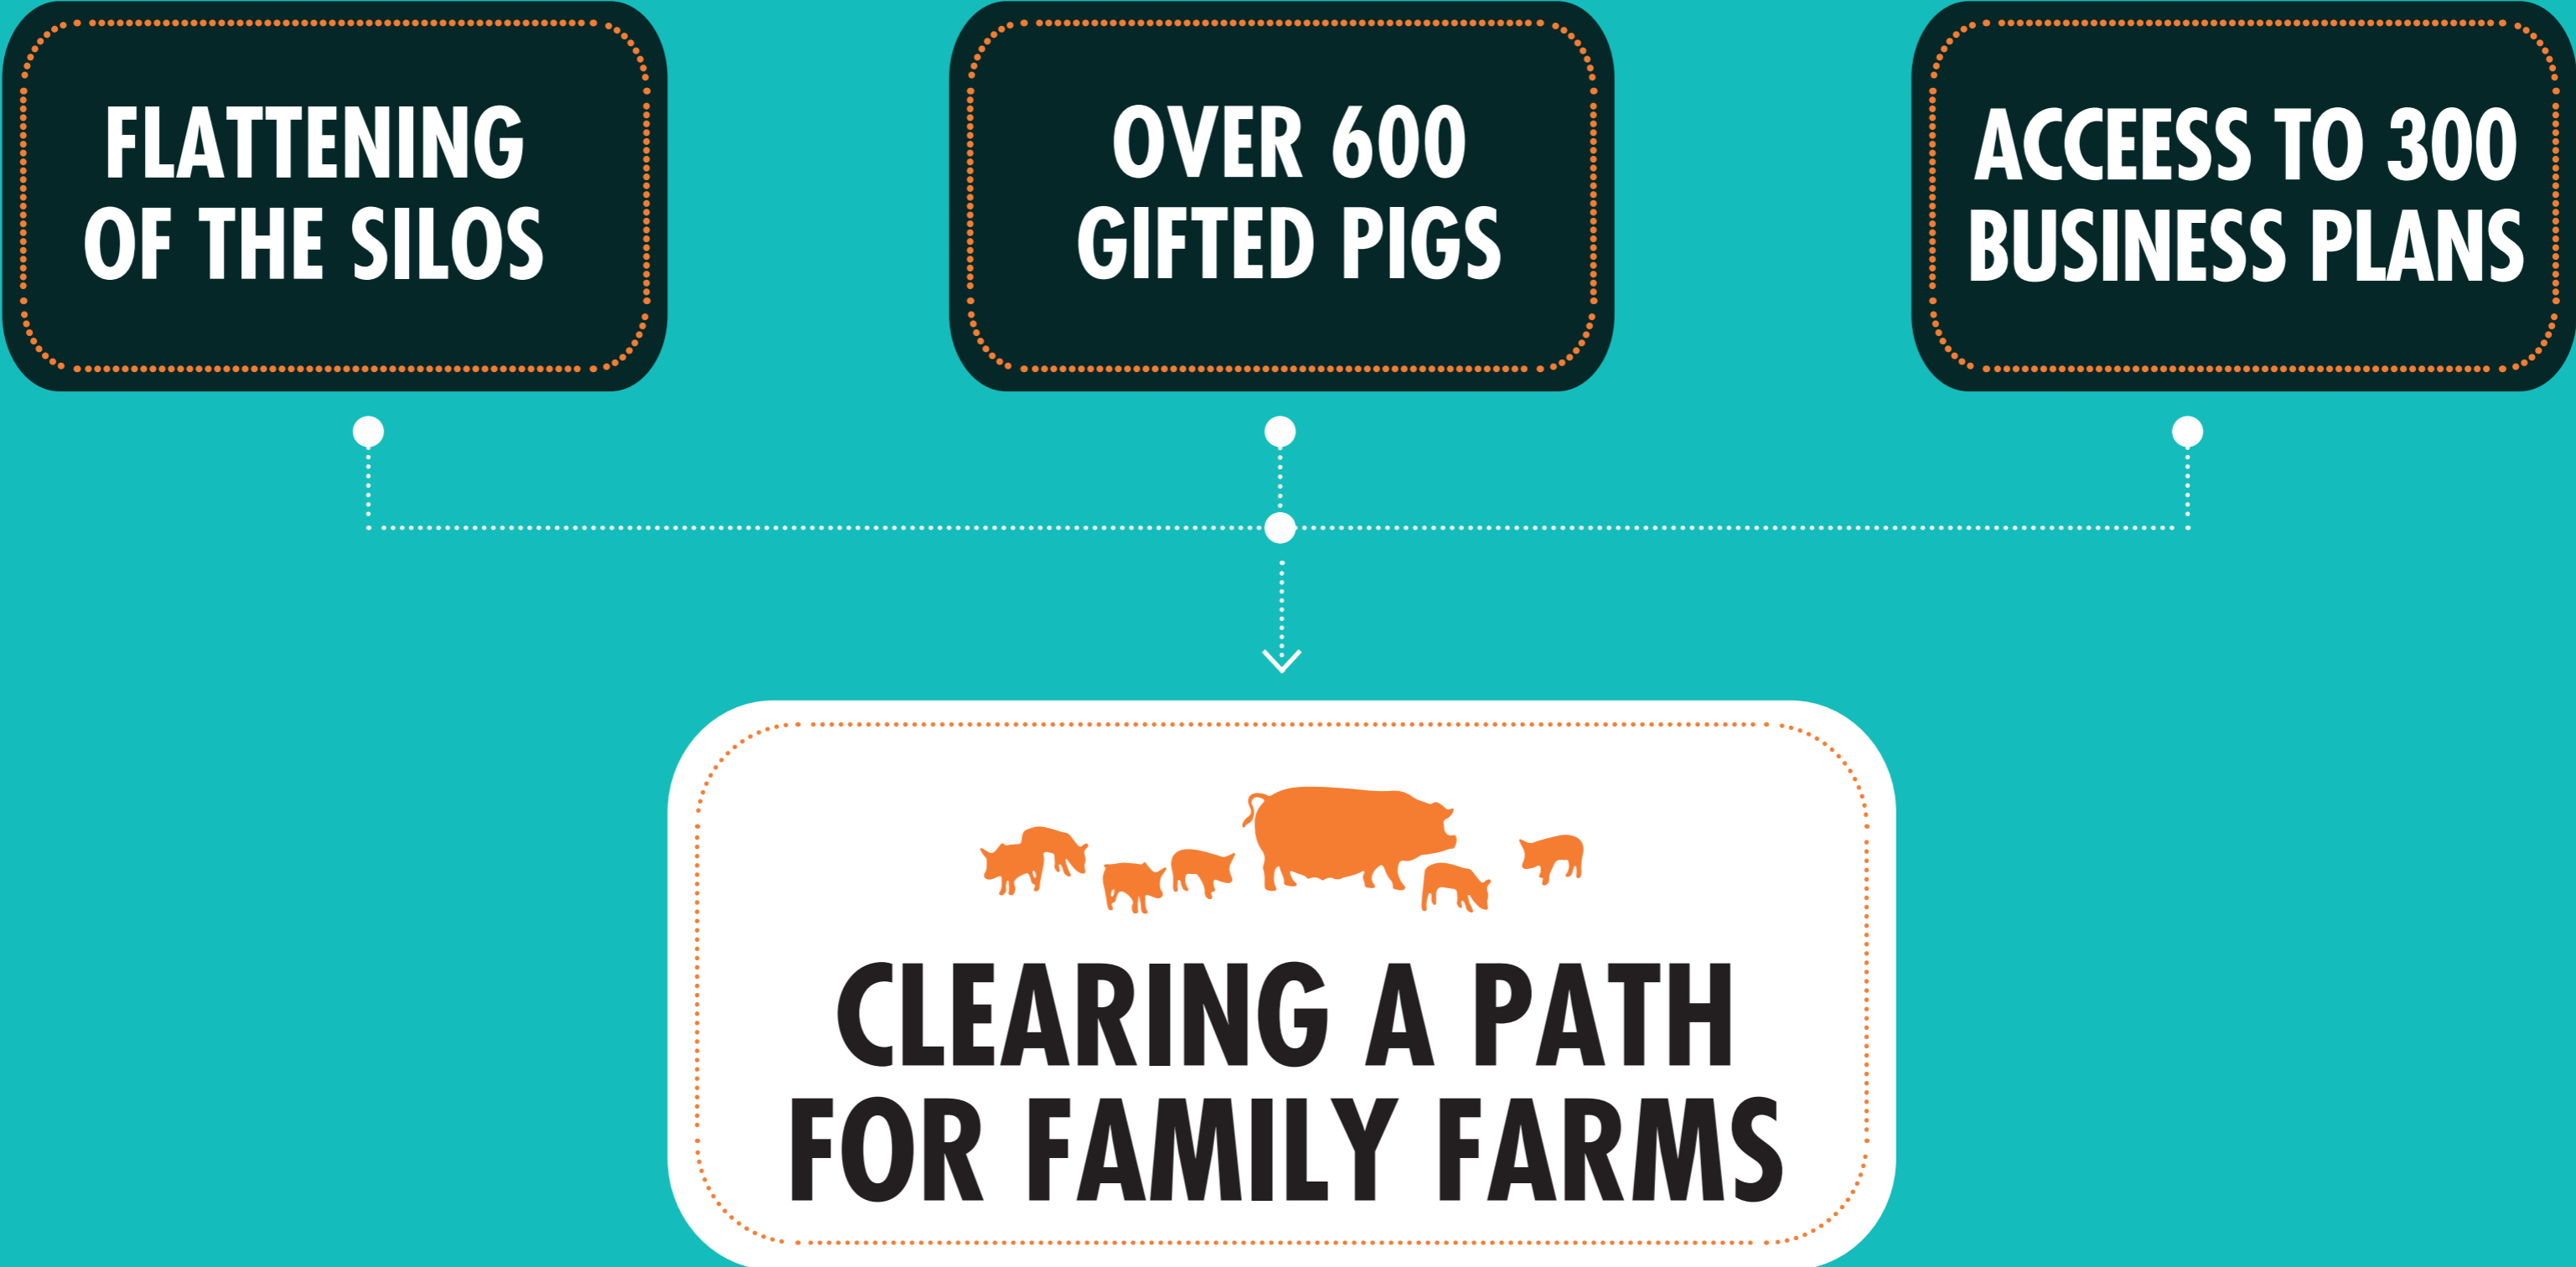 FLATTENING
OF THE SILOS
OVER 600
GIFTED PIGS
ACCEESS TO 300
BUSINESS PLANS
CLEARING A PATH
FOR FAMILY FARMS